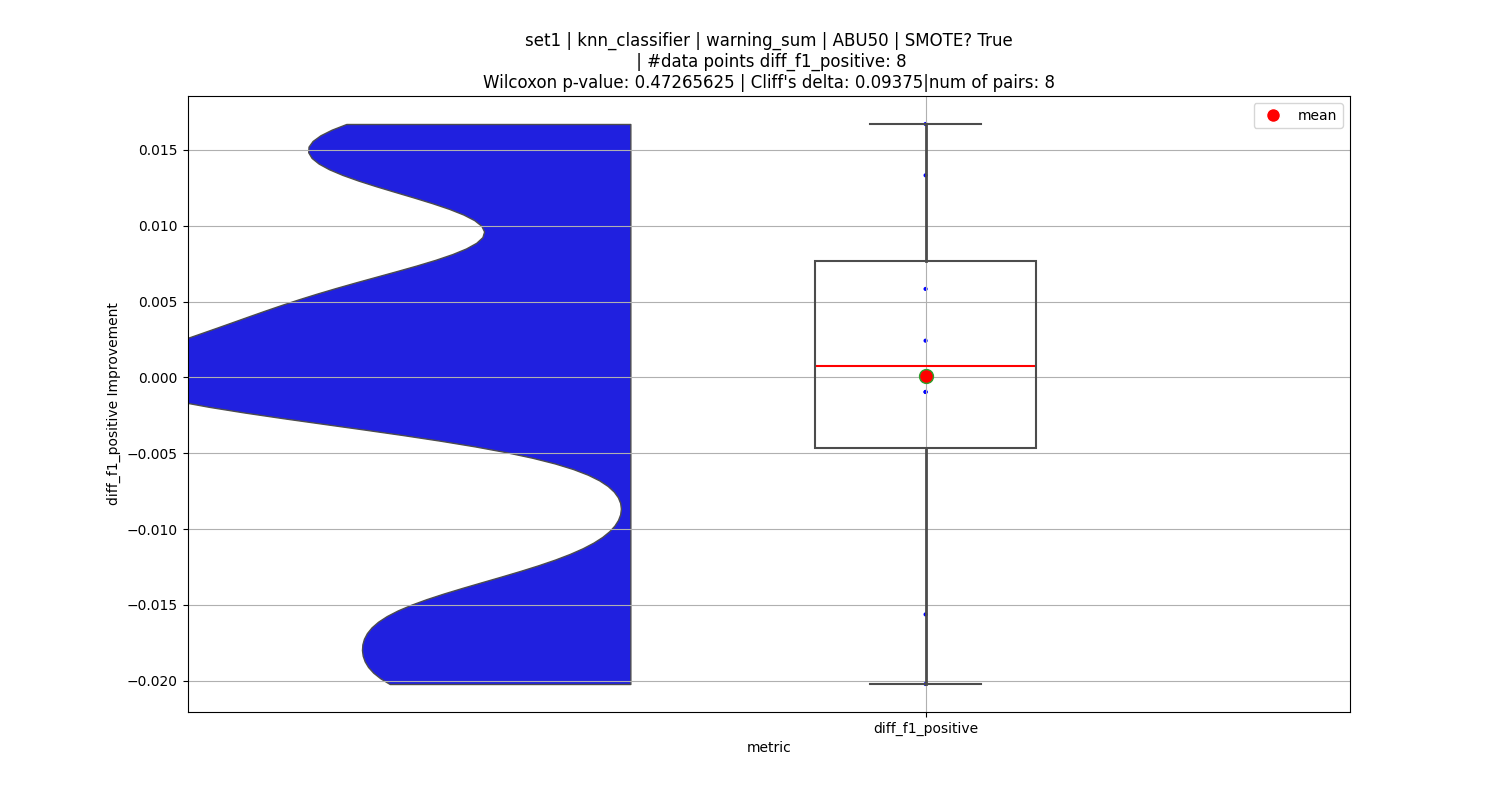 set1 | knn_classifier | warning_sum | ABU50 | SMOTE? True
| #data points diff_f1_positive: 8
Wilcoxon p-value: 0.47265625 | Cliff's delta: 0.09375|num of pairs: 8
mean
0.015
0.010
0.005
0.000
−0.005
−0.010
−0.015
−0.020
diff_f1_positive Improvement
diff_f1_positive
metric